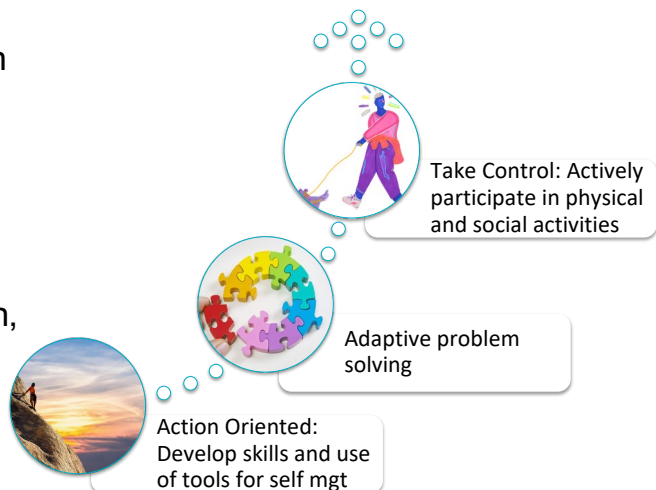 n
Take Control: Actively
participate in physical
and social activities
n,
Adaptive problem
solving
Action Oriented:
Develop skills and use
of tools for self mgt